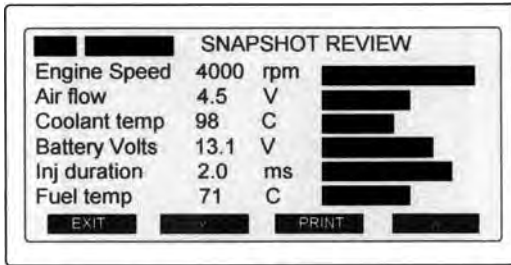 SNAPSHOT REVIEW
Engine Speed 4000 rpm
Air flow 4.5 V
Coolant temp 98 C
Battery Volts 13.1 V
Inj duration 2.0 ms
Fuel temp 71 C
EXIT v PRINT ^